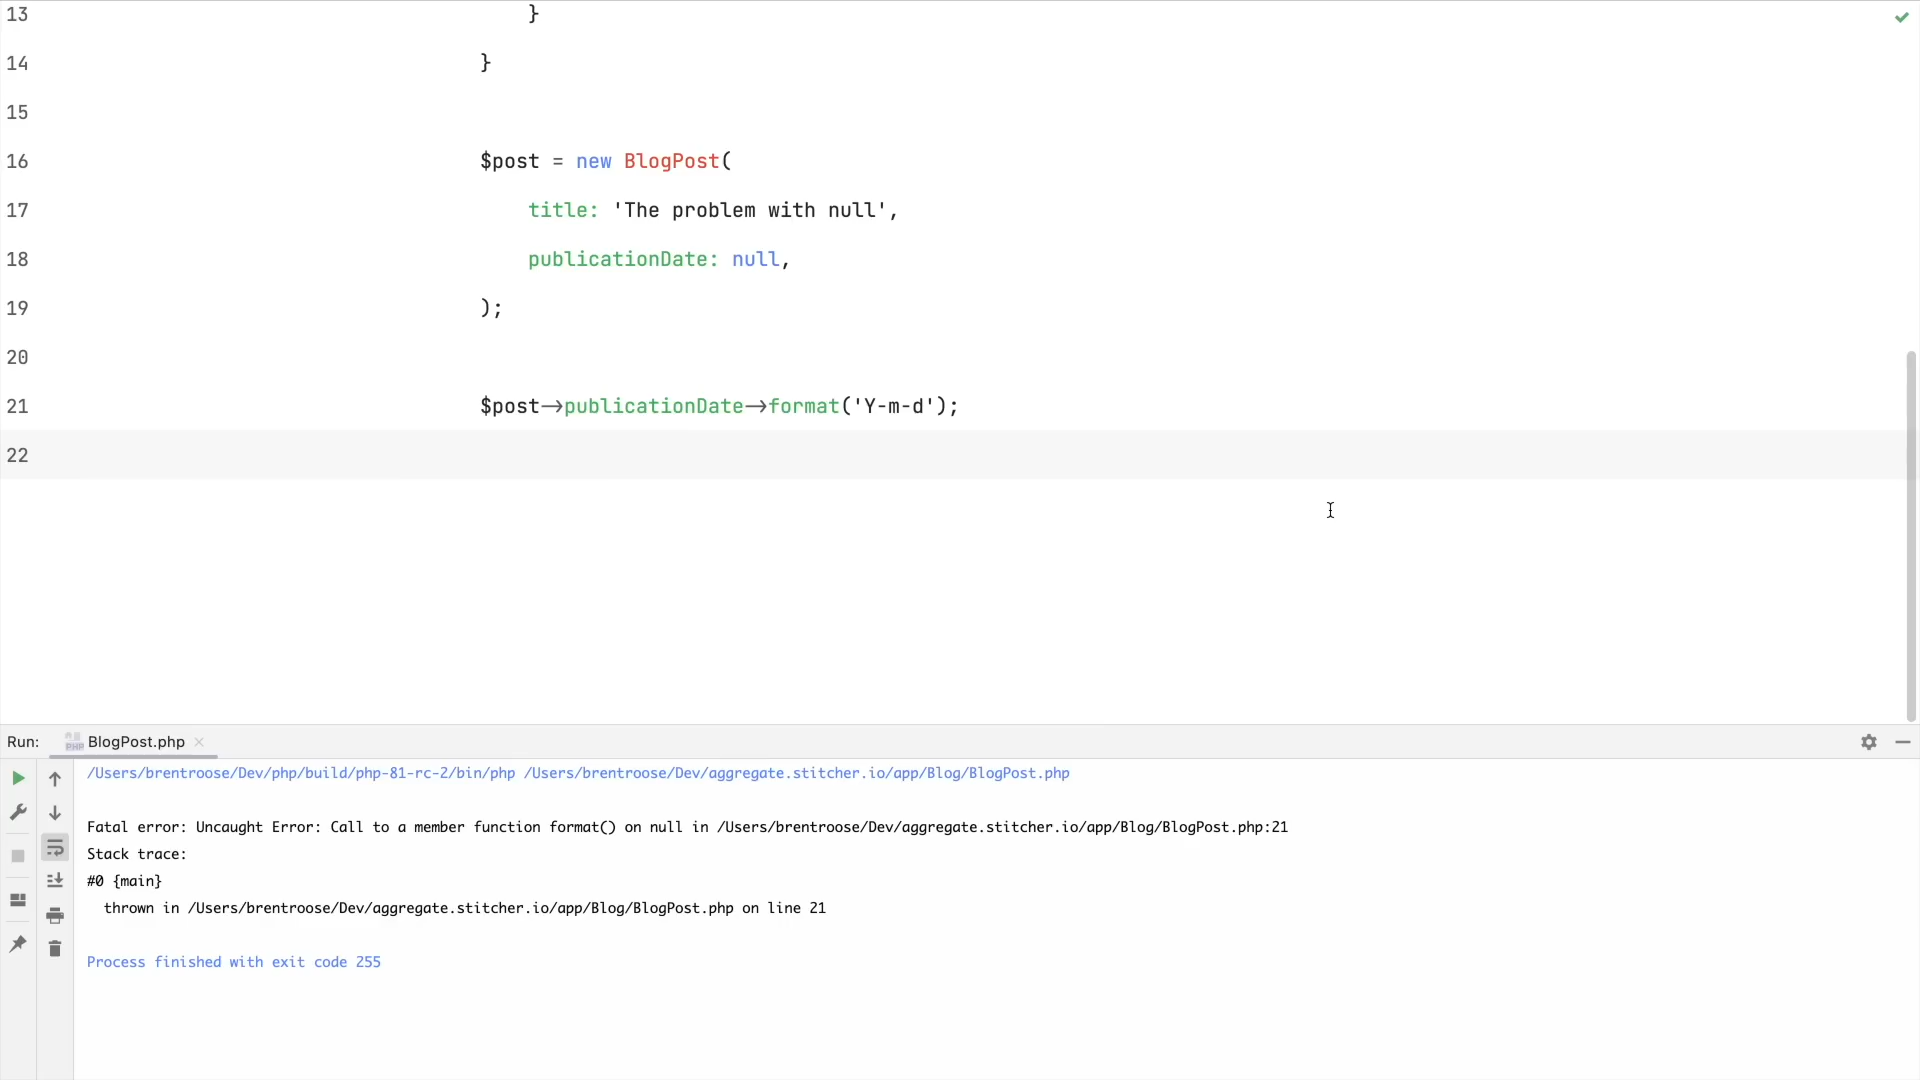 13 }
14 }
15
16 $post = new BlogPost(
17 title: 'The problem with null',
18 publicationDate: null,
19 );
20
21 $post->publicationDate->format('Y-m-d');
22
Run: PHP BlogPost.php
/Users/brentroose/Dev/php/build/php-81-rc-2/bin/php /Users/brentroose/Dev/aggregate.stitcher.io/app/Blog/BlogPost.php
Fatal error: Uncaught Error: Call to a member function format() on null in /Users/brentroose/Dev/aggregate.stitcher.io/app/Blog/BlogPost.php:21
Stack trace:
#0 {main}
thrown in /Users/brentroose/Dev/aggregate.stitcher.io/app/Blog/BlogPost.php on line 21
Process finished with exit code 255